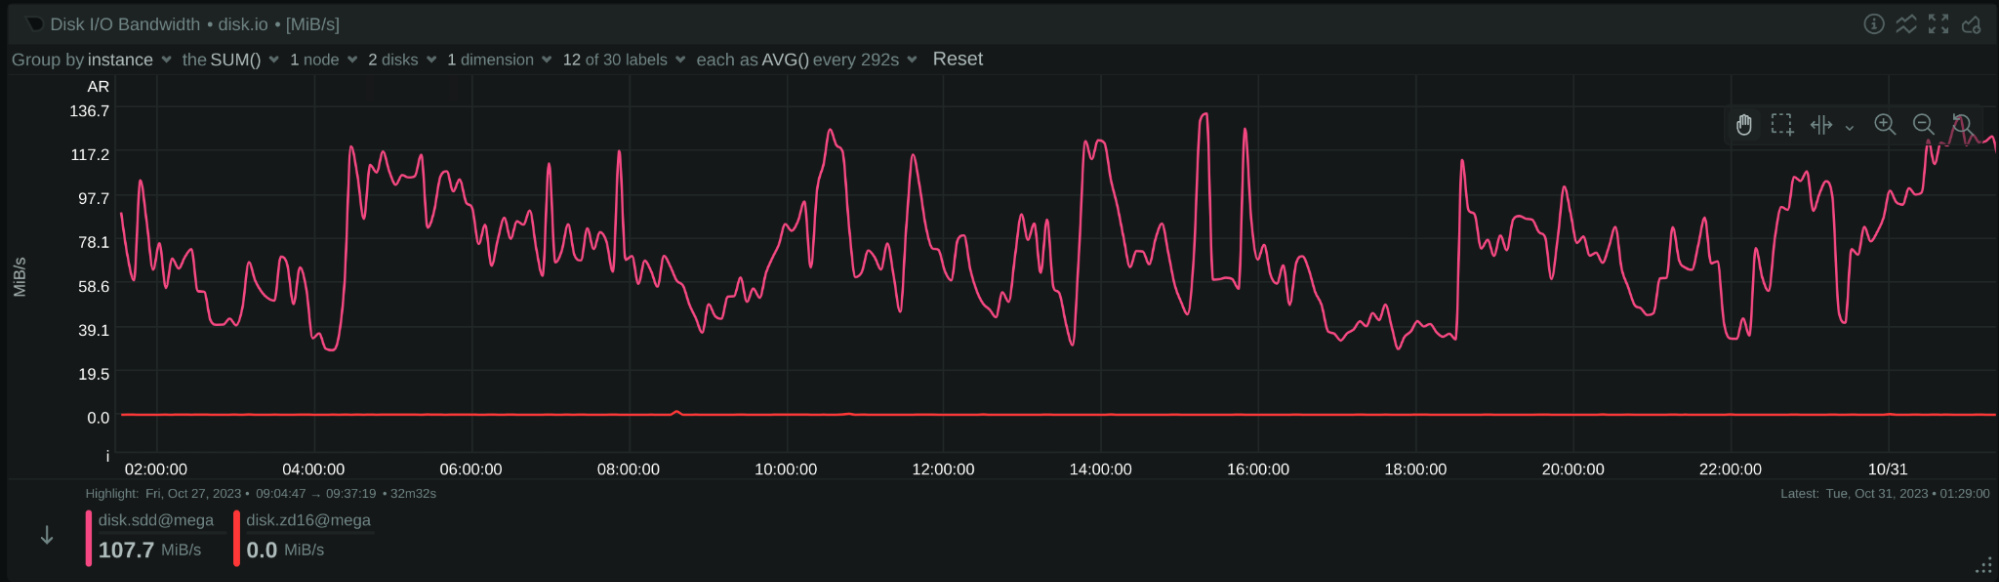 Disk I/O Bandwidth • disk.io • [MiB/s]
Group by instance the SUM() 1 node 2 disks 1 dimension 12 of 30 labels each as AVG() every 292s Reset
AR
136.7
117.2
97.7
78.1
58.6
39.1
19.5
0.0
i
MiB/s
02:00:00 04:00:00 06:00:00 08:00:00 10:00:00 12:00:00 14:00:00 16:00:00 18:00:00 20:00:00 22:00:00 10/31
Highlight: Fri, Oct 27, 2023 • 09:04:47 → 09:37:19 • 32m32s
Latest: Tue, Oct 31, 2023 • 01:29:00
disk.sdd@mega disk.zd16@mega
107.7 MiB/s 0.0 MiB/s